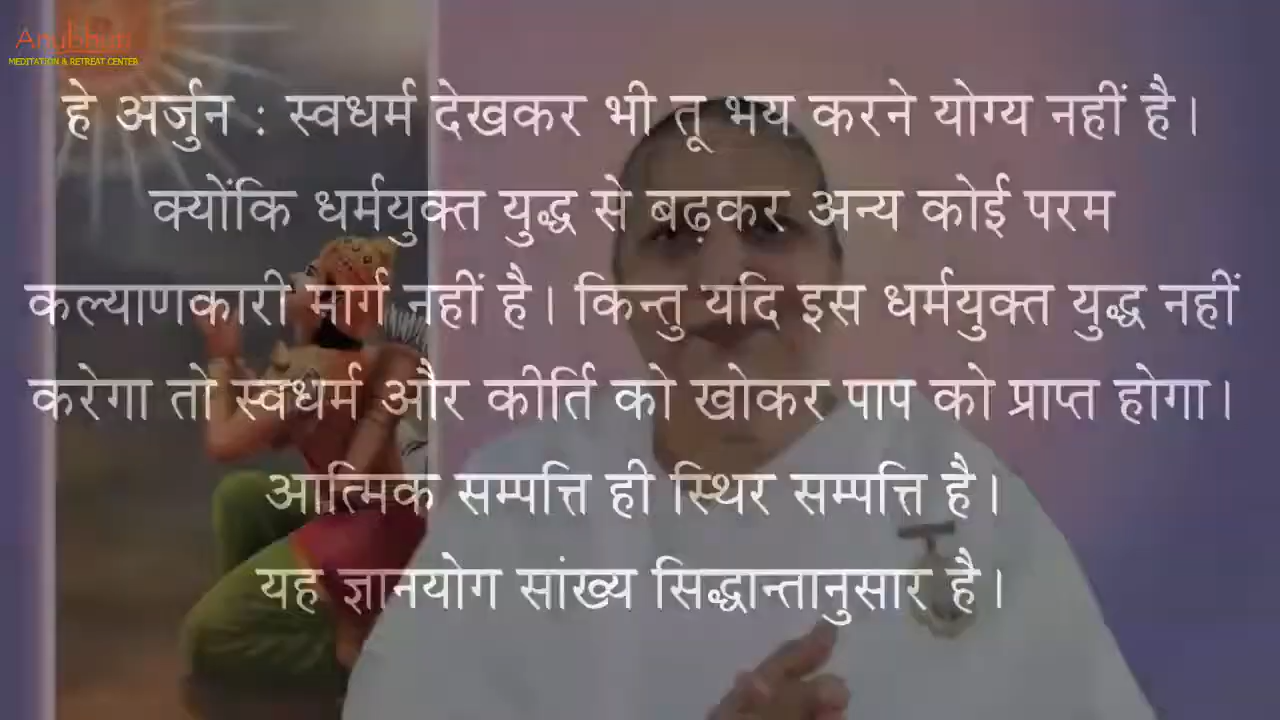 Anubhuti
MEDITATION & RETREAT CENTER
हे अर्जुन : स्वधर्म देखकर भी तू भय करने योग्य नहीं है।
क्योंकि धर्मयुक्त युद्ध से बढ़कर अन्य कोई परम
कल्याणकारी मार्ग नहीं है। किन्तु यदि इस धर्मयुक्त युद्ध नहीं
करेगा तो स्वधर्म और कीर्ति को खोकर पाप को प्राप्त होगा।
आत्मिक सम्पत्ति ही स्थिर सम्पत्ति है।
यह ज्ञानयोग सांख्य सिद्धान्तानुसार है।